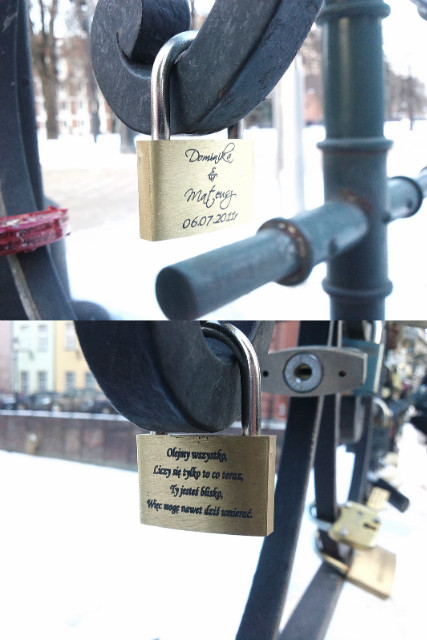 Dominika
&
Mateusz
06.07.2011r
Olejmy wszystko,
Liczy się tylko to co teraz,
Ty jesteś blisko,
Więc mogę nawet dziś umierać.